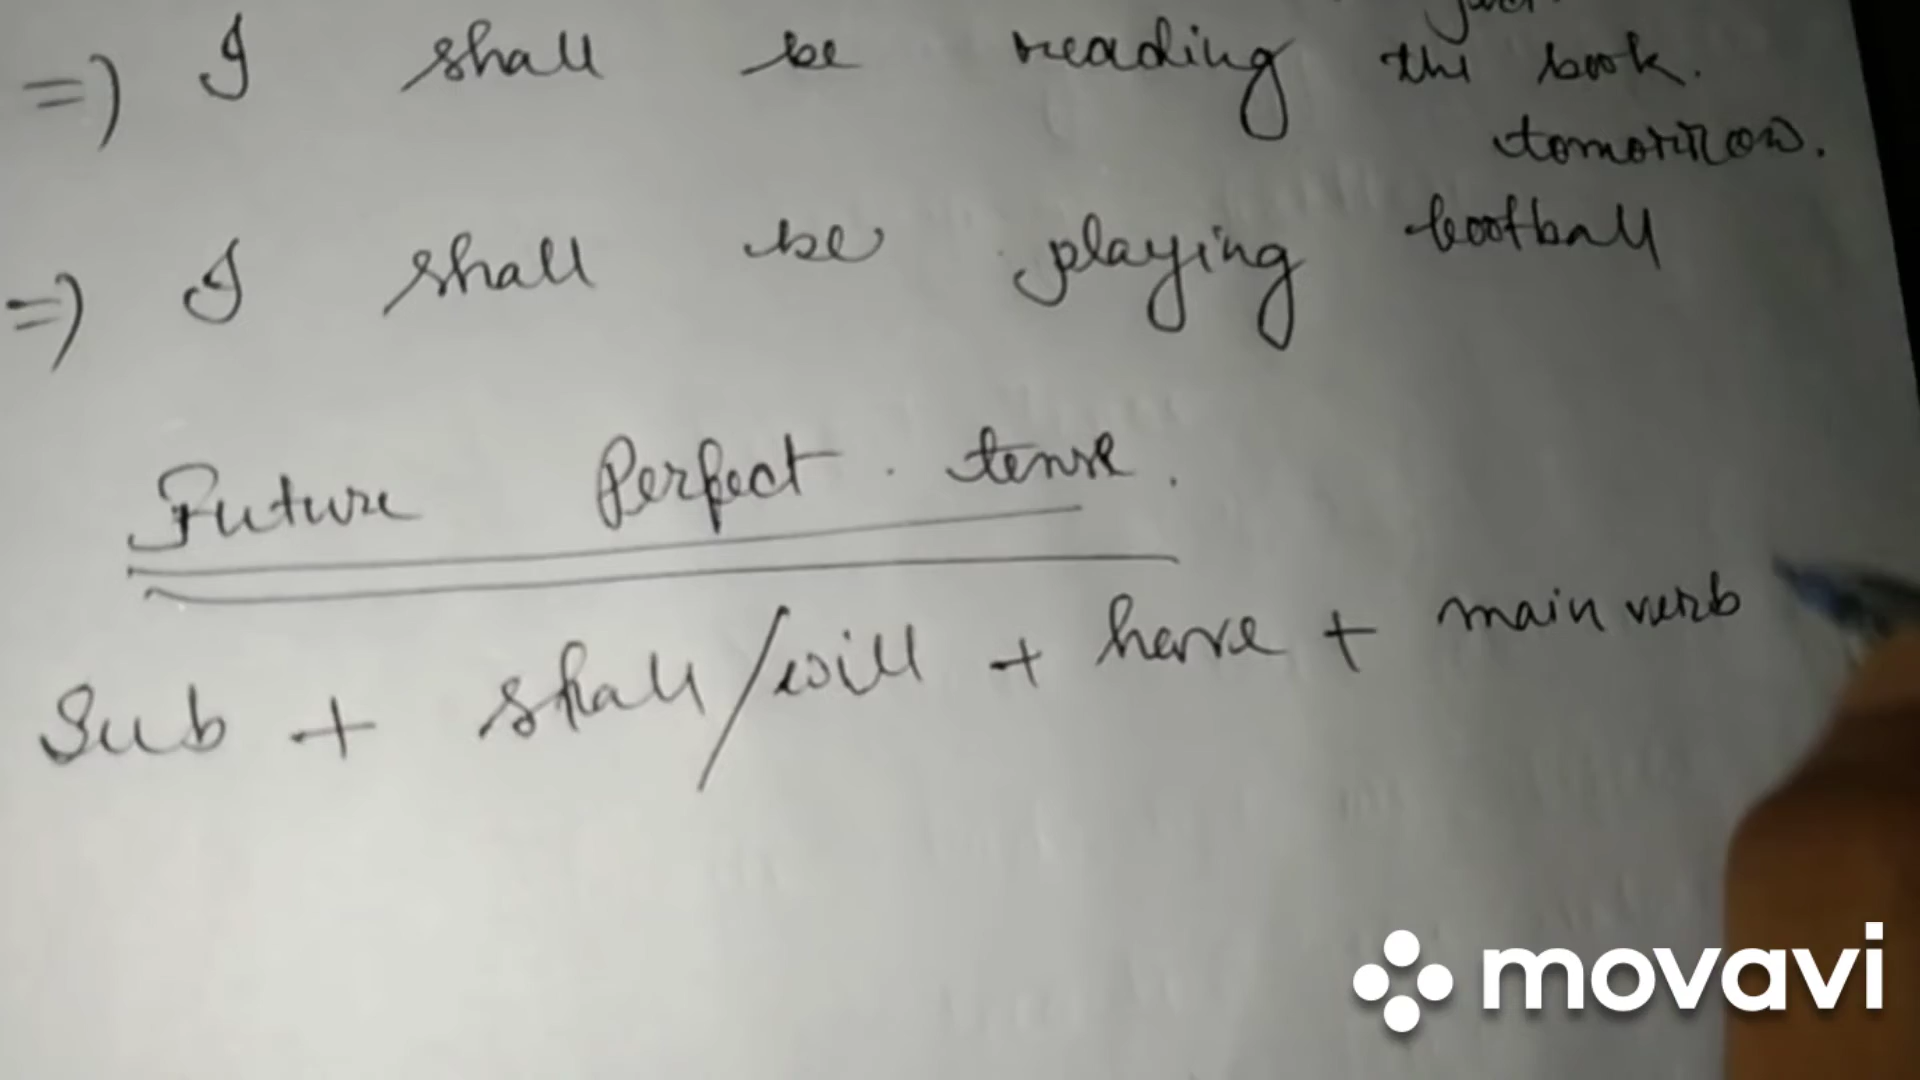 =) I shall be reading the book.
tomorrow.
=) I shall be playing football
Future Perfect tense.
Sub + shall/will + have + main verb
movavi